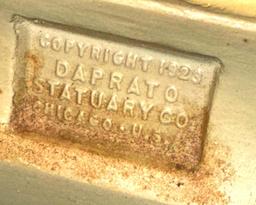 COPYRIGHT 1923
DAPRATO
STATUARY CO
CHICAGO · U.S.